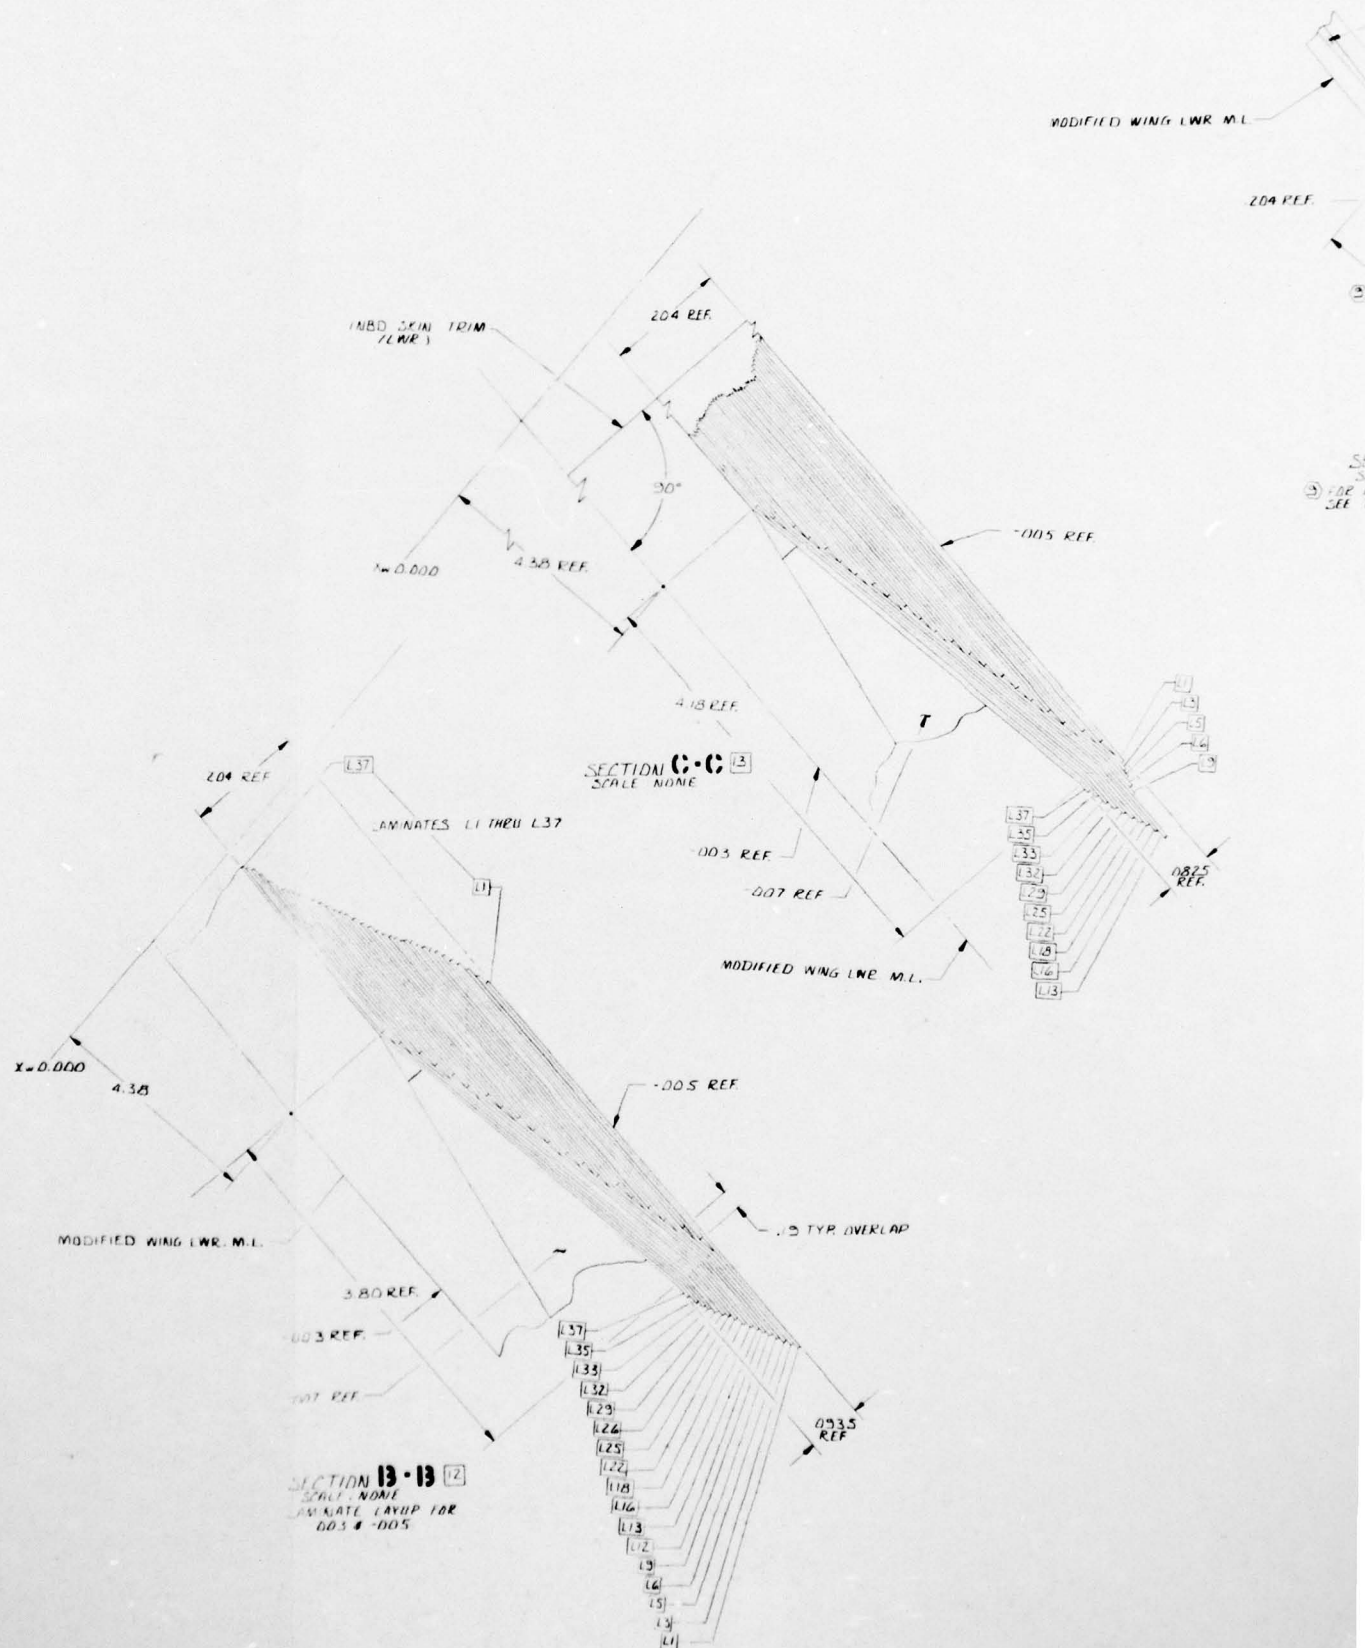 MODIFIED WING LWR M.L.
.204 REF.
SEE
INBD SKIN TRIM
(LWR)
.204 REF.
90°
-005 REF.
Xw 0.000
4.38 REF.
4.18 REF.
T
L1
L3
L5
L6
L9
SECTION C-C 13
SCALE NONE
-003 REF.
-007 REF
MODIFIED WING LWR M.L.
L37
L35
L33
L32
L29
L25
L22
L18
L16
L13
.0825
REF.
.204 REF
L37
LAMINATES L1 THRU L37
L1
Xw 0.000
4.38
-005 REF.
.19 TYP. OVERLAP
MODIFIED WING LWR. M.L.
3.80 REF.
003 REF.
007 REF.
L37
L35
L33
L32
L29
L26
L25
L22
L18
L16
L13
L12
L9
L6
L5
L3
L1
.0935
REF
SECTION B-B 12
SCALE: NONE
LAMINATE LAYUP FOR
003 & -005